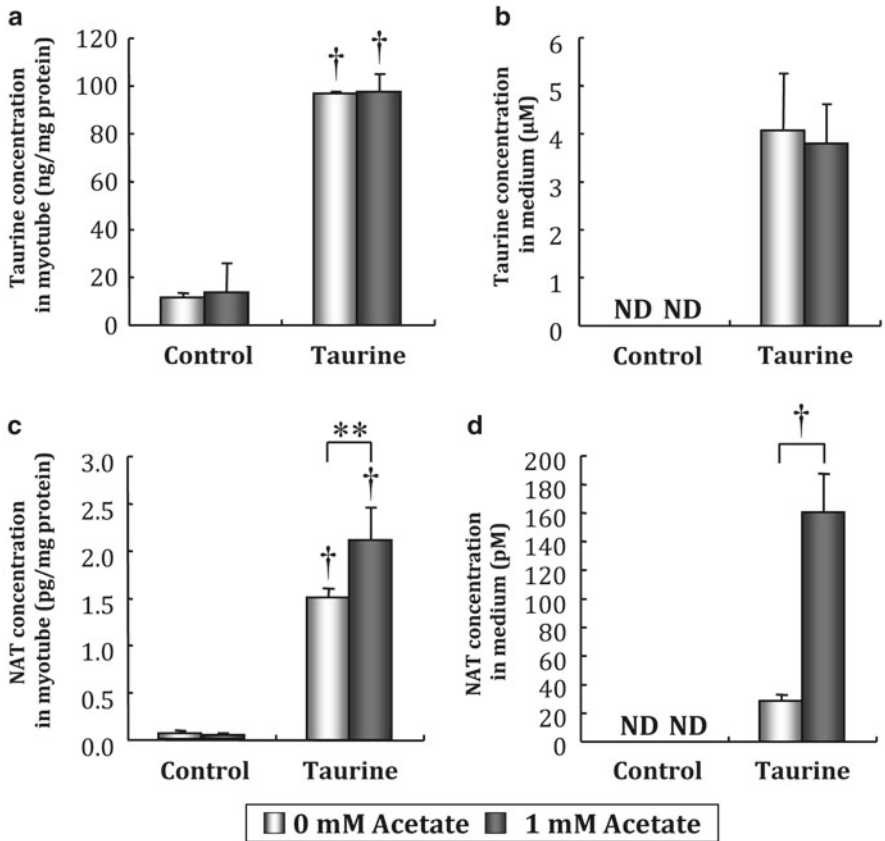 a
Taurine concentration
in myotube (ng/mg protein)
120
100
80
60
40
20
0
†
†
Control
Taurine
b
Taurine concentration
in medium (μM)
6
5
4
3
2
1
0
ND ND
Control
Taurine
c
NAT concentration
in myotube (pg/mg protein)
3.0
2.5
2.0
1.5
1.0
0.5
0.0
**
†
†
Control
Taurine
d
NAT concentration
in medium (pM)
200
180
160
140
120
100
80
60
40
20
0
†
ND ND
Control
Taurine
0 mM Acetate
1 mM Acetate